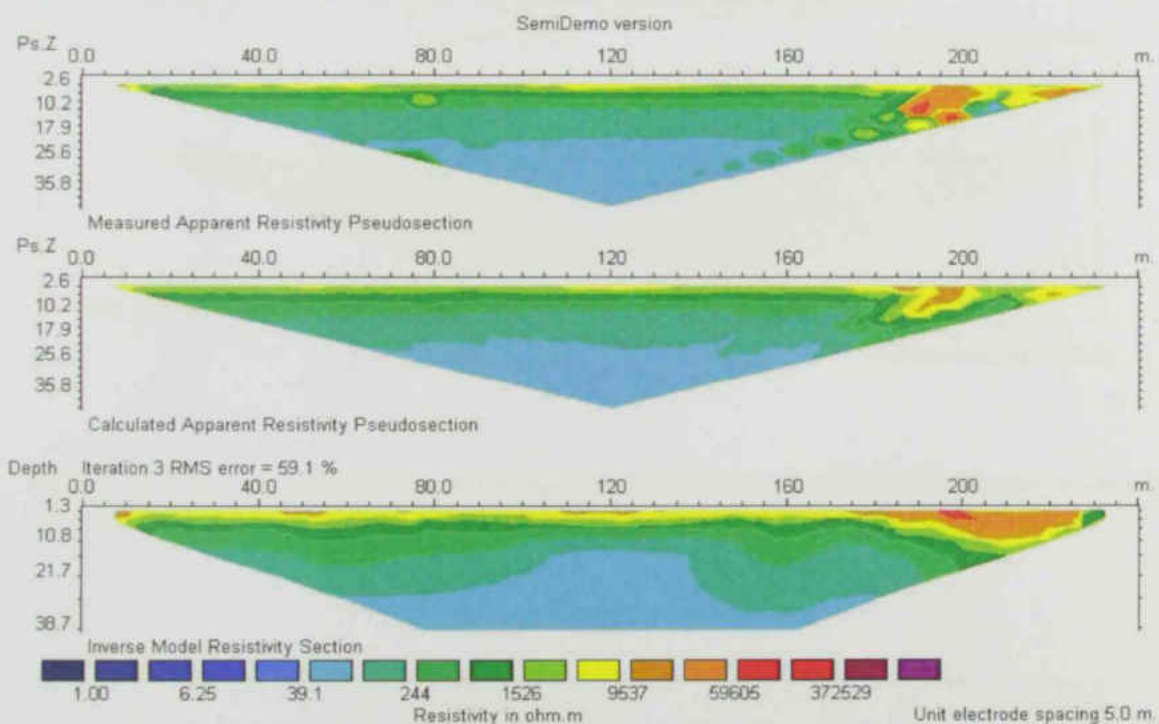 SemiDemo version
Ps.Z 0.0 40.0 80.0 120 160 200 m.
2.6
10.2
17.9
25.6
35.8
Measured Apparent Resistivity Pseudosection
Ps.Z 0.0 40.0 80.0 120 160 200 m.
2.6
10.2
17.9
25.6
35.8
Calculated Apparent Resistivity Pseudosection
Depth Iteration 3 RMS error = 59.1 %
0.0 40.0 80.0 120 160 200 m.
1.3
10.8
21.7
38.7
Inverse Model Resistivity Section
1.00 6.25 39.1 244 1526 9537 59605 372529
Resistivity in ohm.m Unit electrode spacing 5.0 m.